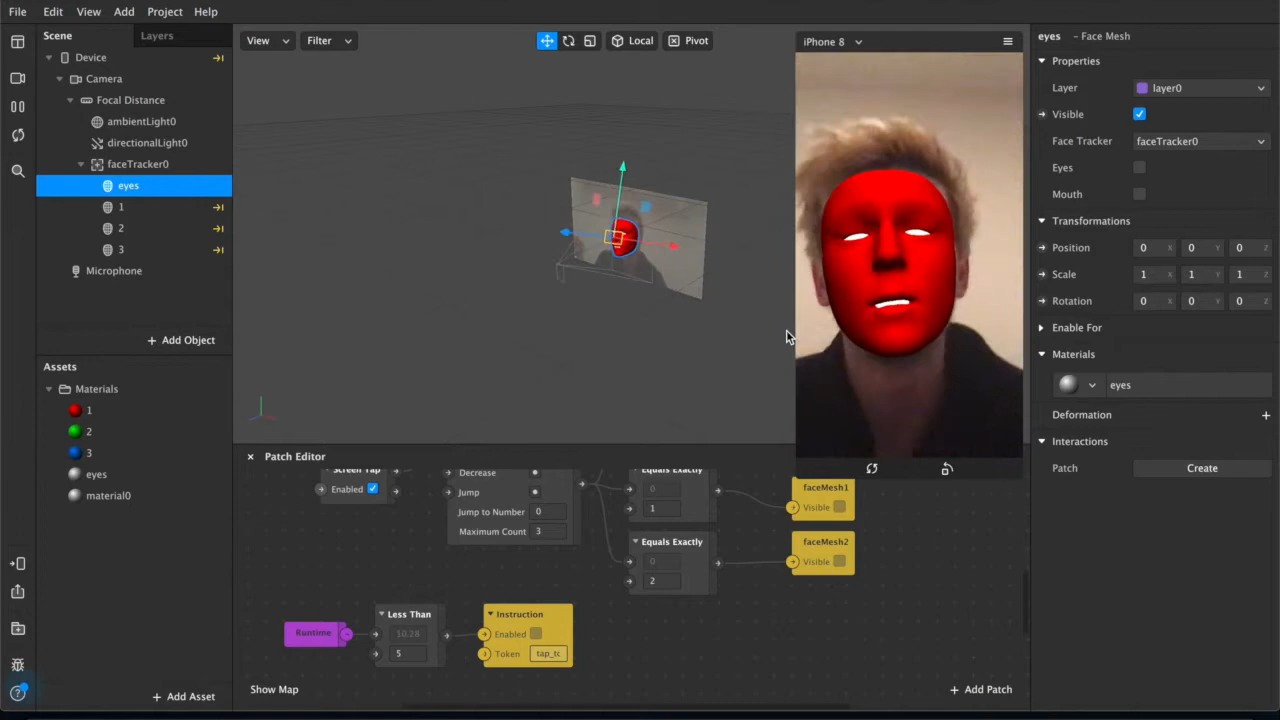 File Edit View Add Project Help
Scene Layers
Device
Camera
Focal Distance
ambientLight0
directionalLight0
faceTracker0
eyes
1
2
3
Microphone
Add Object
Assets
Materials
1
2
3
eyes
material0
Add Asset
View Filter Local Pivot
iPhone 8
Patch Editor
Screen Tap
Enabled
Decrease
Jump
Jump to Number 0
Maximum Count 3
Equals Exactly
0
1
Equals Exactly
0
2
faceMesh1
Visible
faceMesh2
Visible
Runtime
Less Than
10.28
5
Instruction
Enabled
Token tap_tc
Show Map
Add Patch
eyes – Face Mesh
Properties
Layer layer0
Visible
Face Tracker faceTracker0
Eyes
Mouth
Transformations
Position 0 X 0 Y 0 Z
Scale 1 X 1 Y 1 Z
Rotation 0 X 0 Y 0 Z
Enable For
Materials
eyes
Deformation
Interactions
Patch Create